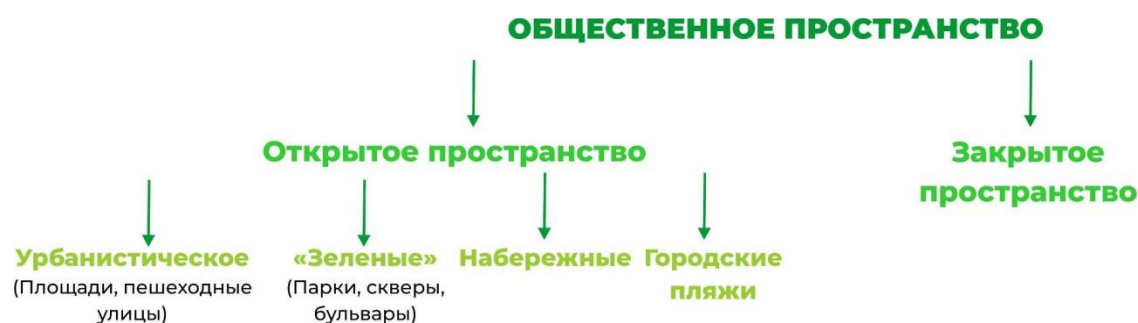 ОБЩЕСТВЕННОЕ ПРОСТРАНСТВО
Открытое пространство
Закрытое
пространство
Урбанистическое
(Площади, пешеходные
улицы)
«Зеленые»
(Парки, скверы,
бульвары)
Набережные
Городские
пляжи